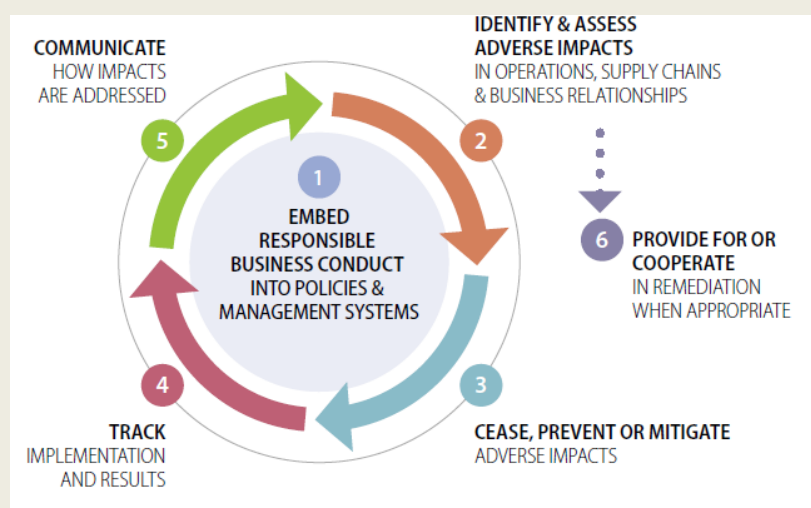 1
EMBED
RESPONSIBLE
BUSINESS CONDUCT
INTO POLICIES &
MANAGEMENT SYSTEMS
2
IDENTIFY & ASSESS
ADVERSE IMPACTS
IN OPERATIONS, SUPPLY CHAINS
& BUSINESS RELATIONSHIPS
3
CEASE, PREVENT OR MITIGATE
ADVERSE IMPACTS
4
TRACK
IMPLEMENTATION
AND RESULTS
5
COMMUNICATE
HOW IMPACTS
ARE ADDRESSED
6
PROVIDE FOR OR
COOPERATE
IN REMEDIATION
WHEN APPROPRIATE